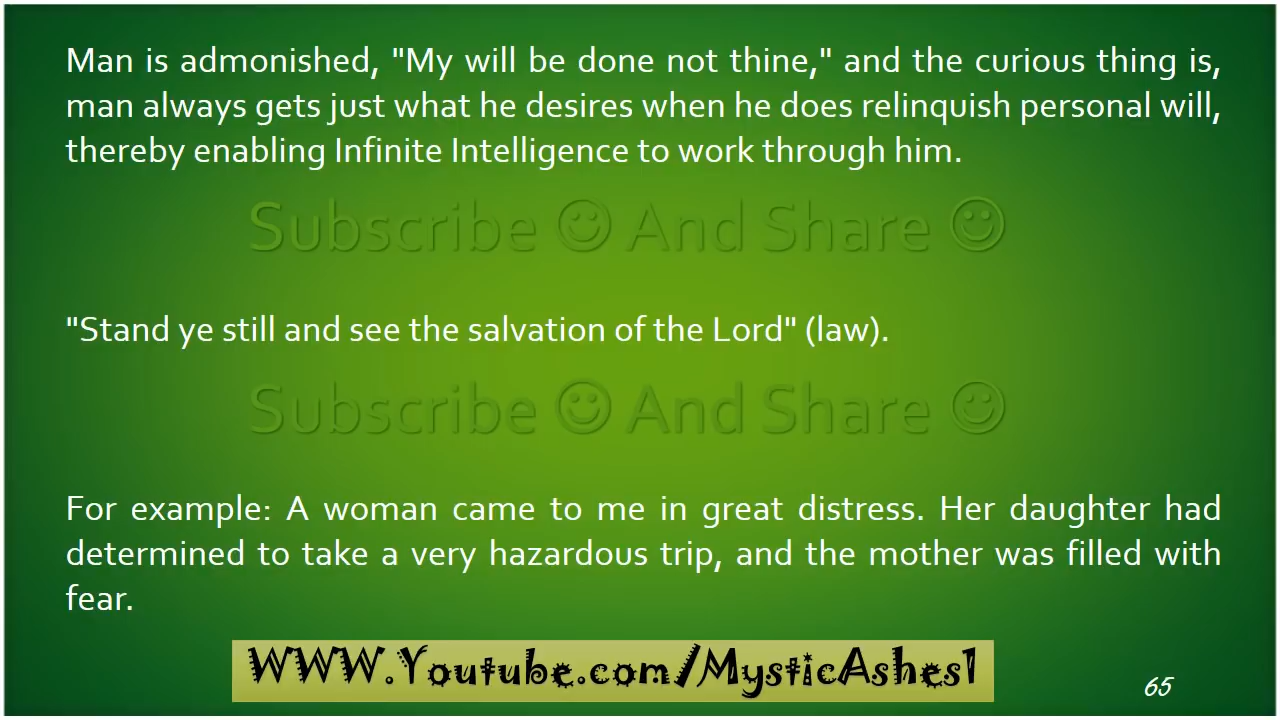 Man is admonished, "My will be done not thine," and the curious thing is,
man always gets just what he desires when he does relinquish personal will,
thereby enabling Infinite Intelligence to work through him.
Subscribe ☺ And Share ☺
"Stand ye still and see the salvation of the Lord" (law).
Subscribe ☺ And Share ☺
For example: A woman came to me in great distress. Her daughter had
determined to take a very hazardous trip, and the mother was filled with
fear.
WWW.Youtube.com/MysticAshes1
65